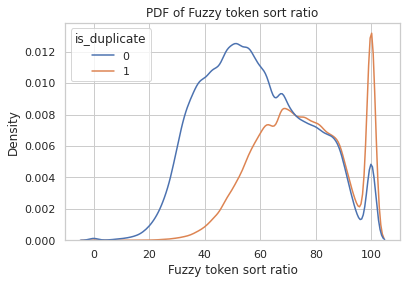 PDF of Fuzzy token sort ratio
is_duplicate
0
1
0.012
0.010
0.008
0.006
0.004
0.002
0.000
Density
0 20 40 60 80 100
Fuzzy token sort ratio